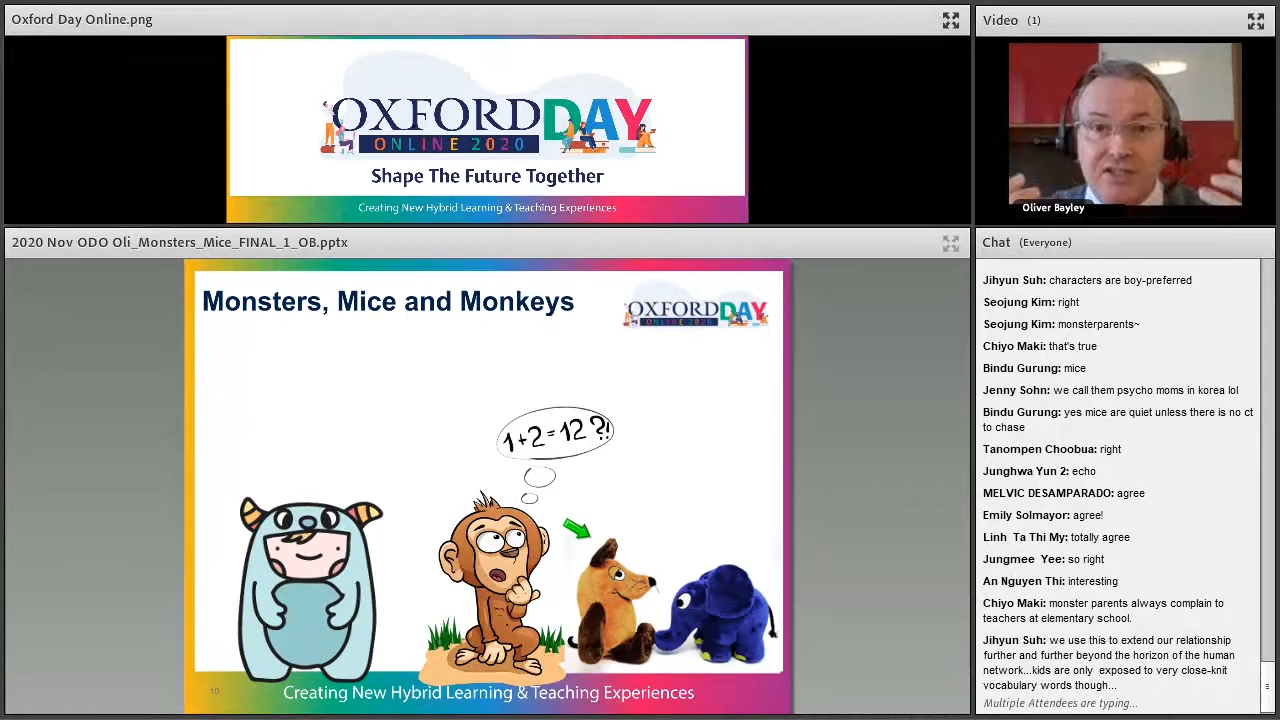 Oxford Day Online.png
OXFORD DAY
ONLINE 2020
Shape The Future Together
Creating New Hybrid Learning & Teaching Experiences
Video (1)
Oliver Bayley
2020 Nov ODO Oli_Monsters_Mice_FINAL_1_OB.pptx
Monsters, Mice and Monkeys
OXFORD DAY
ONLINE 2020
1+2=12?!
10
Creating New Hybrid Learning & Teaching Experiences
Chat (Everyone)
Jihyun Suh: characters are boy-preferred
Seojung Kim: right
Seojung Kim: monsterparents~
Chiyo Maki: that's true
Bindu Gurung: mice
Jenny Sohn: we call them psycho moms in korea lol
Bindu Gurung: yes mice are quiet unless there is no ct
to chase
Tanompen Choobua: right
Junghwa Yun 2: echo
MELVIC DESAMPARADO: agree
Emily Solmayor: agree!
Linh Ta Thi My: totally agree
Jungmee Yee: so right
An Nguyen Thi: interesting
Chiyo Maki: monster parents always complain to
teachers at elementary school.
Jihyun Suh: we use this to extend our relationship
further and further beyond the horizon of the human
network...kids are only exposed to very close-knit
vocabulary words though...
Multiple Attendees are typing...